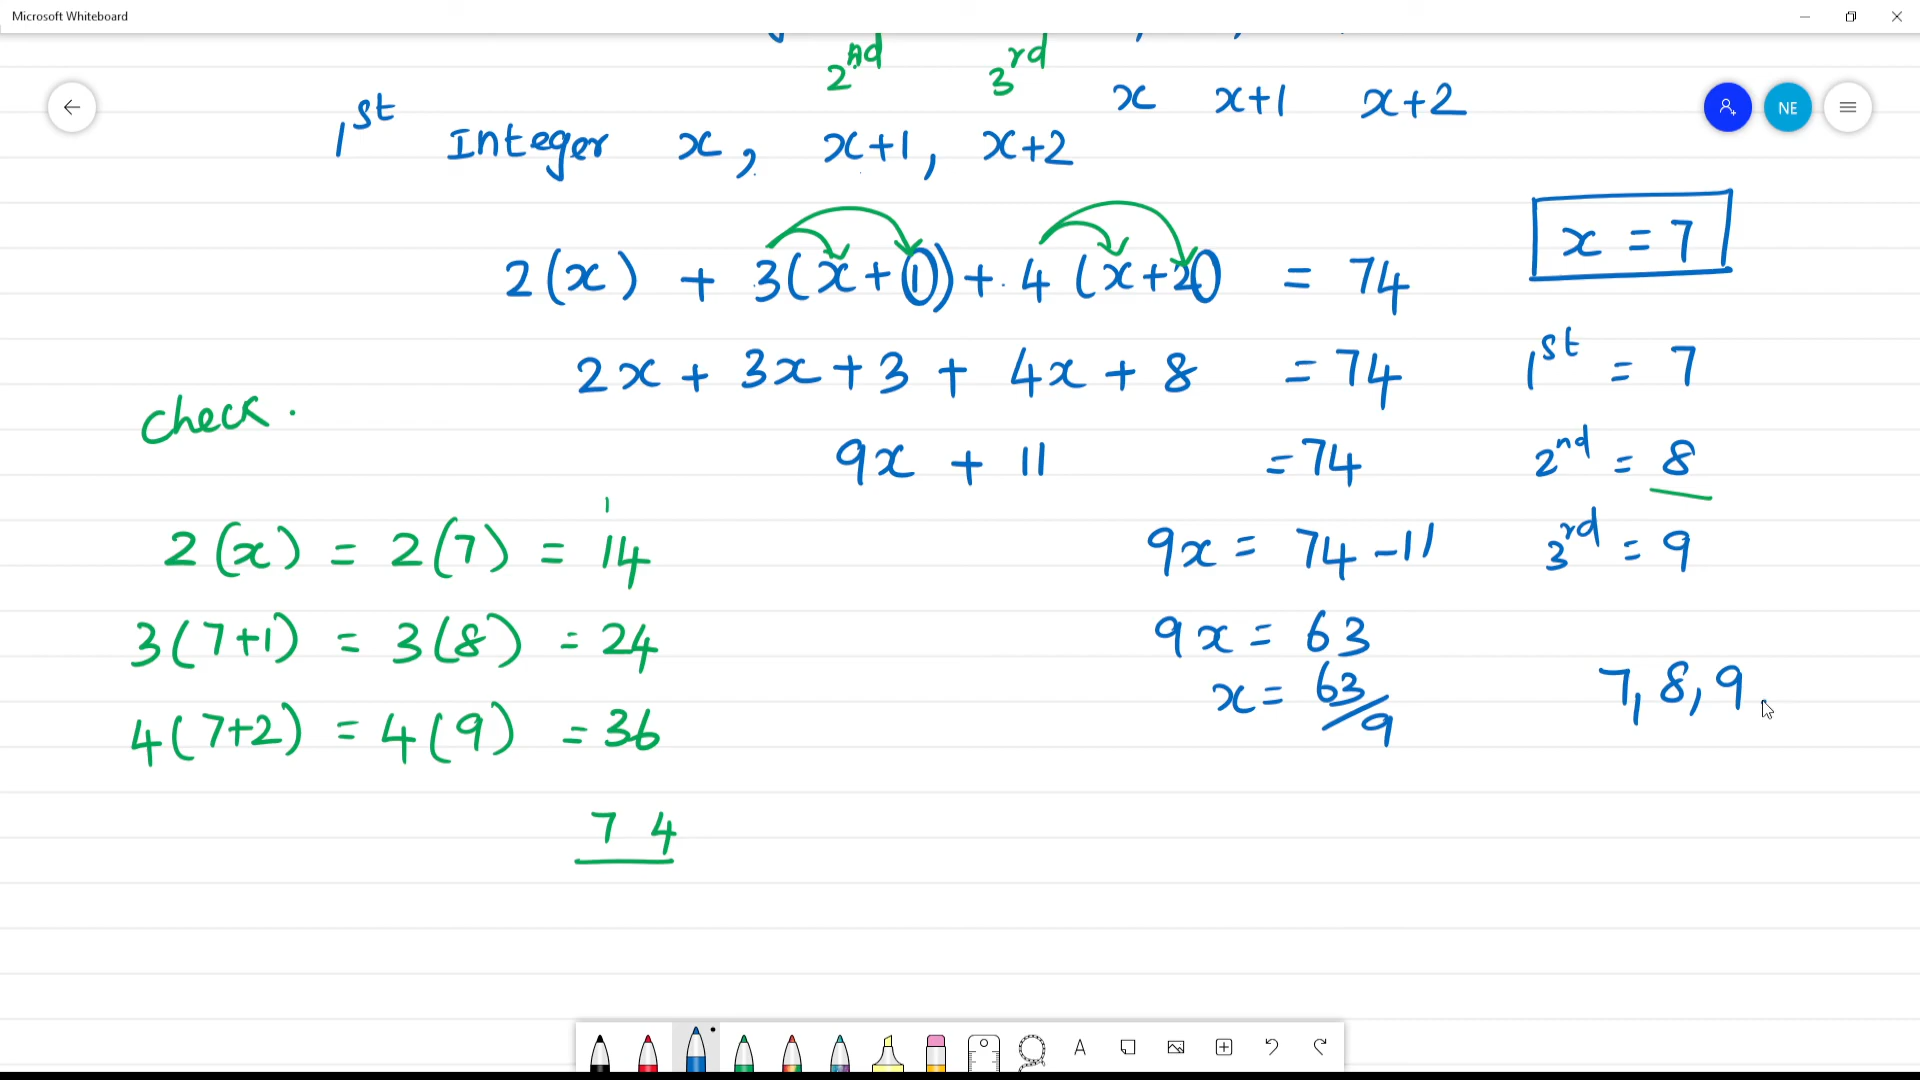 Microsoft Whiteboard
2nd 3rd
x x+1 x+2
NE
1st Integer x, x+1, x+2
2(x) + 3(x+1) + 4(x+2) = 74
x = 7
2x + 3x + 3 + 4x + 8 = 74
1st = 7
check.
9x + 11 = 74
2nd = 8
2(x) = 2(7) = 14
9x = 74 - 11
3rd = 9
3(7+1) = 3(8) = 24
9x = 63
4(7+2) = 4(9) = 36
x = 63/9
7, 8, 9.
74
A